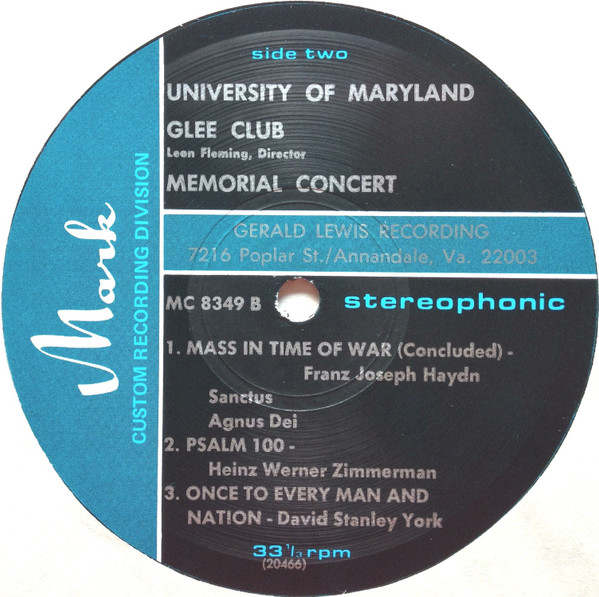 side two
UNIVERSITY OF MARYLAND
GLEE CLUB
Leon Fleming, Director
MEMORIAL CONCERT
Mark
CUSTOM RECORDING DIVISION
GERALD LEWIS RECORDING
7216 Poplar St./Annandale, Va. 22003
MC 8349 B
stereophonic
1. MASS IN TIME OF WAR (Concluded) -
Franz Joseph Haydn
Sanctus
Agnus Dei
2. PSALM 100 -
Heinz Werner Zimmerman
3. ONCE TO EVERY MAN AND
NATION - David Stanley York
33 1/3 rpm
(20466)